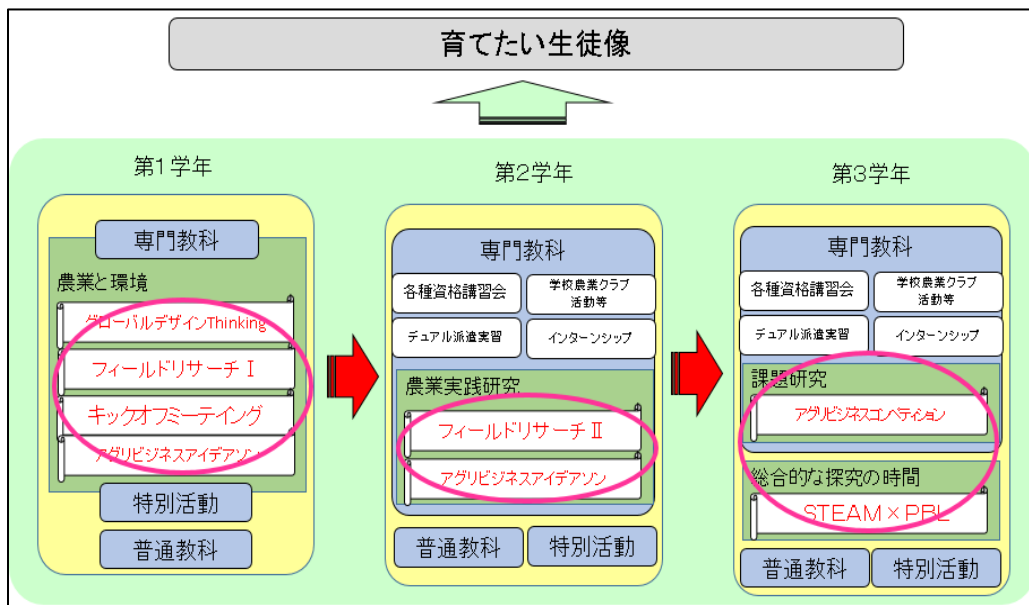 育てたい生徒像
第1学年
専門教科
農業と環境
グローバルデザインThinking
フィールドリサーチⅠ
キックオフミーテイング
アグリビジネスアイデアソン
特別活動
普通教科
第2学年
専門教科
各種資格講習会
学校農業クラブ
活動等
デュアル派遣実習
インターンシップ
農業実践研究
フィールドリサーチⅡ
アグリビジネスアイデアソン
普通教科
特別活動
第3学年
専門教科
各種資格講習会
学校農業クラブ
活動等
デュアル派遣実習
インターンシップ
課題研究
アグリビジネスコンペティション
総合的な探究の時間
STEAM×PBL
普通教科
特別活動